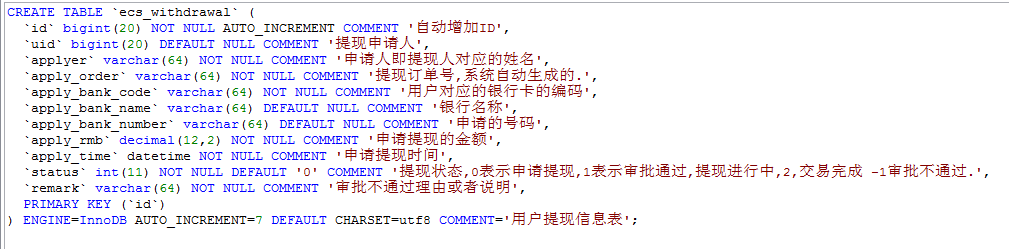 CREATE TABLE `ecs_withdrawal` (
  `id` bigint(20) NOT NULL AUTO_INCREMENT COMMENT '自动增加ID',
  `uid` bigint(20) DEFAULT NULL COMMENT '提现申请人',
  `applyer` varchar(64) NOT NULL COMMENT '申请人即提现人对应的姓名',
  `apply_order` varchar(64) NOT NULL COMMENT '提现订单号,系统自动生成的.',
  `apply_bank_code` varchar(64) NOT NULL COMMENT '用户对应的银行卡的编码',
  `apply_bank_name` varchar(64) DEFAULT NULL COMMENT '银行名称',
  `apply_bank_number` varchar(64) DEFAULT NULL COMMENT '申请的号码',
  `apply_rmb` decimal(12,2) NOT NULL COMMENT '申请提现的金额',
  `apply_time` datetime NOT NULL COMMENT '申请提现时间',
  `status` int(11) NOT NULL DEFAULT '0' COMMENT '提现状态,0表示申请提现,1表示审批通过,提现进行中,2,交易完成 -1审批不通过.',
  `remark` varchar(64) NOT NULL COMMENT '审批不通过理由或者说明',
  PRIMARY KEY (`id`)
) ENGINE=InnoDB AUTO_INCREMENT=7 DEFAULT CHARSET=utf8 COMMENT='用户提现信息表';